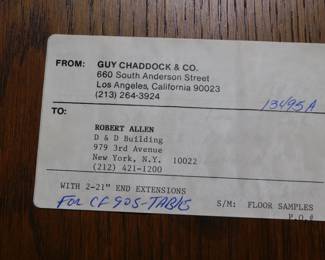 FROM: GUY CHADDOCK & CO.
660 South Anderson Street
Los Angeles, California 90023
(213) 264-3924
13495A
TO:
ROBERT ALLEN
D & D Building
979 3rd Avenue
New York, N.Y. 10022
(212) 421-1200
WITH 2-21" END EXTENSIONS
FOR CF 905-TABKS S/M: FLOOR SAMPLES
P.O.#